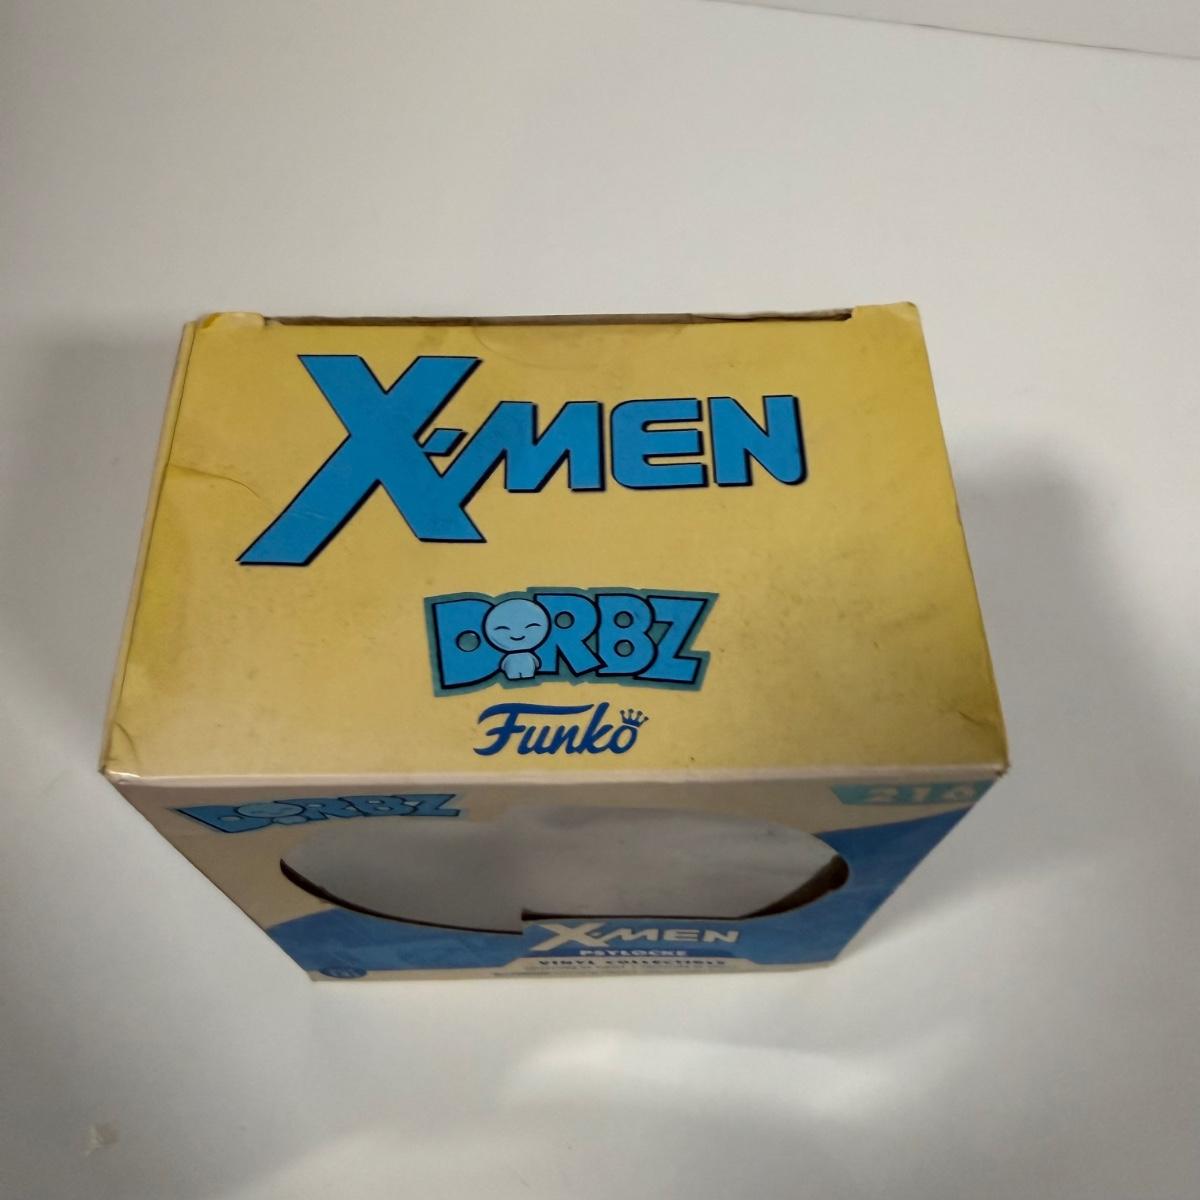 X-MEN
DORBZ
Funko
DORBZ
X-MEN
PSYLOCKE
VINYL COLLECTIBLE